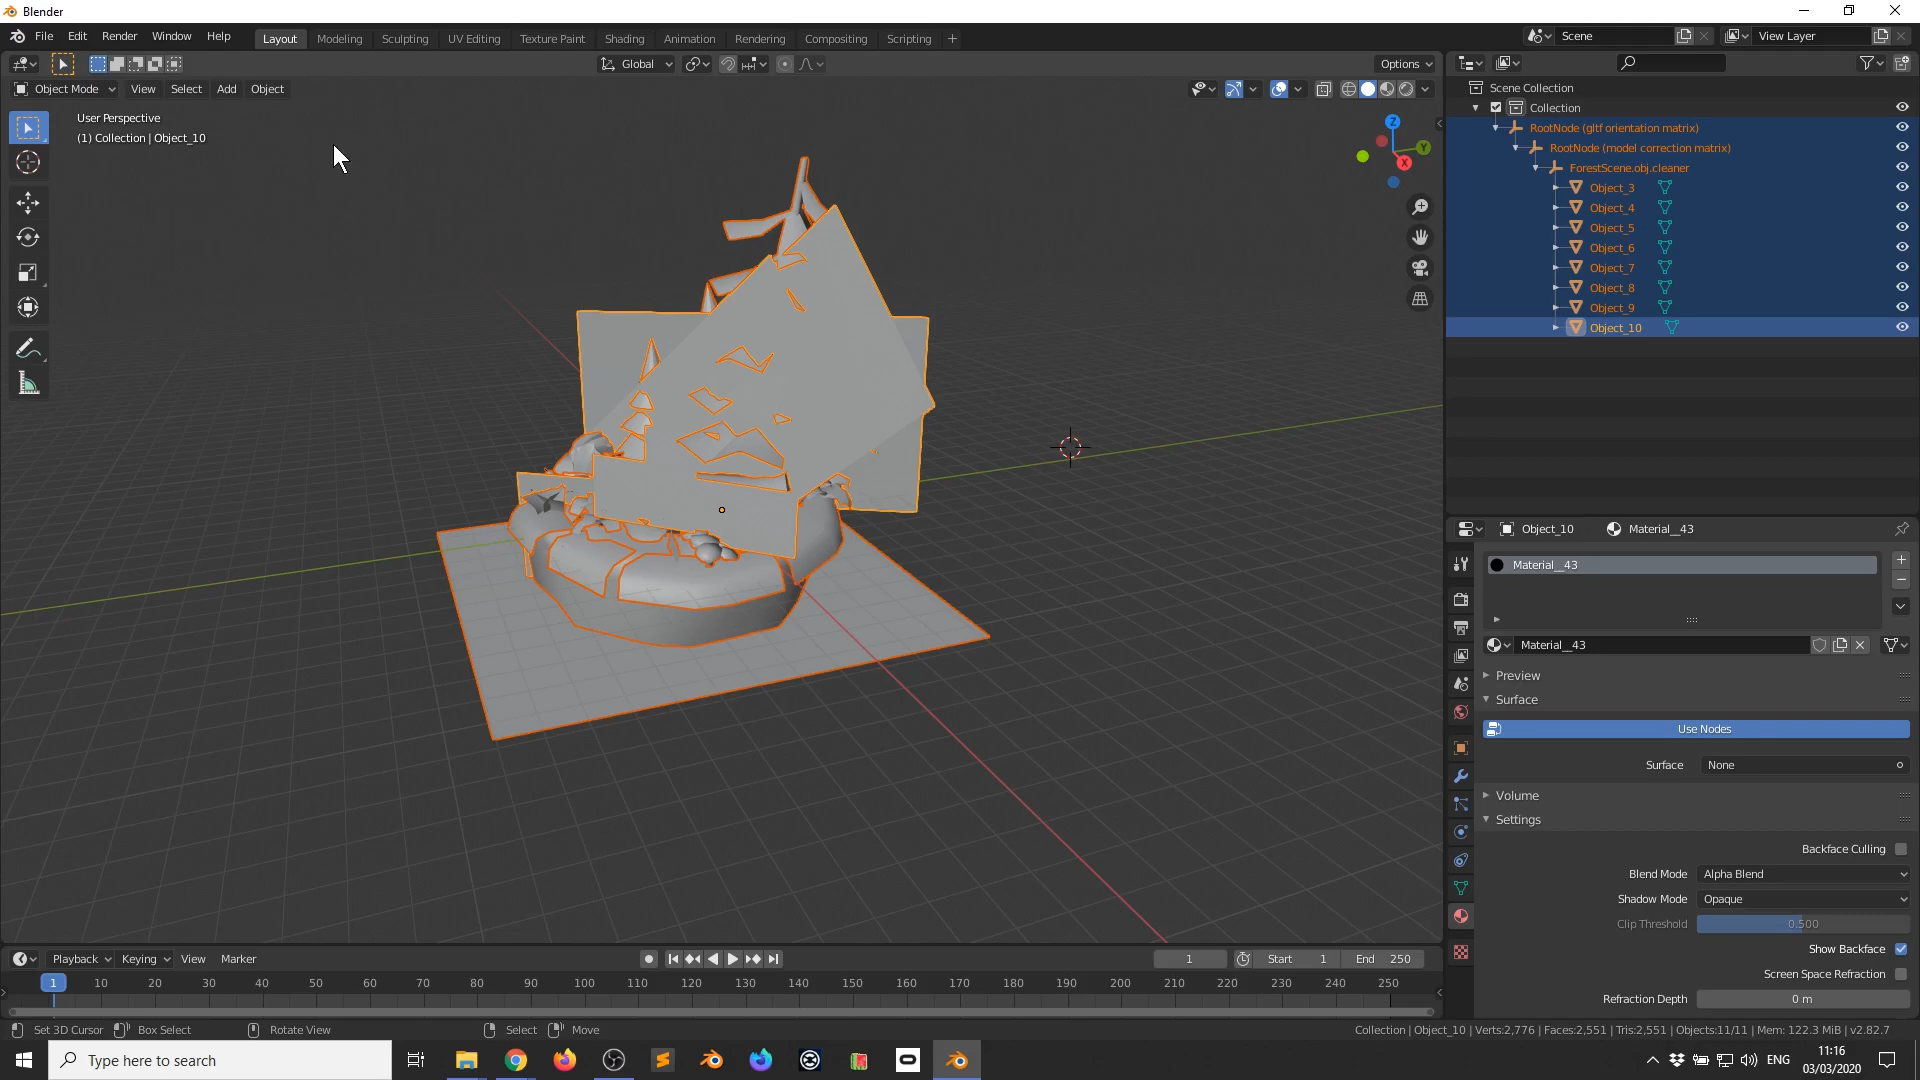 Blender
File Edit Render Window Help
Layout Modeling Sculpting UV Editing Texture Paint Shading Animation Rendering Compositing Scripting +
Scene
View Layer
Global
Options
Object Mode View Select Add Object
User Perspective
(1) Collection | Object_10
Z
Y
X
Scene Collection
Collection
RootNode (gltf orientation matrix)
RootNode (model correction matrix)
ForestScene.obj.cleaner
Object_3
Object_4
Object_5
Object_6
Object_7
Object_8
Object_9
Object_10
Object_10 Material__43
Material__43
Material__43
Preview
Surface
Use Nodes
Surface None
Volume
Settings
Backface Culling
Blend Mode Alpha Blend
Shadow Mode Opaque
Clip Threshold 0.500
Show Backface
Screen Space Refraction
Refraction Depth 0 m
Playback Keying View Marker
1 Start 1 End 250
1 10 20 30 40 50 60 70 80 90 100 110 120 130 140 150 160 170 180 190 200 210 220 230 240 250
Set 3D Cursor Box Select Rotate View Select Move
Collection | Object_10 | Verts:2,776 | Faces:2,551 | Tris:2,551 | Objects:11/11 | Mem: 122.3 MiB | v2.82.7
Type here to search
ENG
11:16
03/03/2020